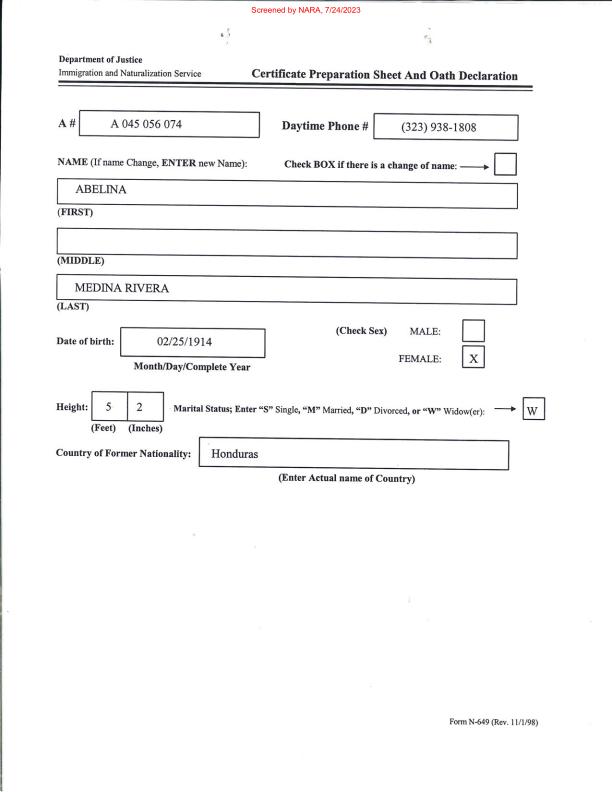 Screened by NARA, 7/24/2023
Department of Justice
Immigration and Naturalization Service Certificate Preparation Sheet And Oath Declaration
A # A 045 056 074 Daytime Phone # (323) 938-1808
NAME (If name Change, ENTER new Name): Check BOX if there is a change of name:
ABELINA
(FIRST)
(MIDDLE)
MEDINA RIVERA
(LAST)
(Check Sex) MALE:
Date of birth: 02/25/1914
FEMALE: X
Month/Day/Complete Year
Height: 5 2 Marital Status; Enter "S" Single, "M" Married, "D" Divorced, or "W" Widow(er): W
(Feet) (Inches)
Country of Former Nationality: Honduras
(Enter Actual name of Country)
Form N-649 (Rev. 11/1/98)